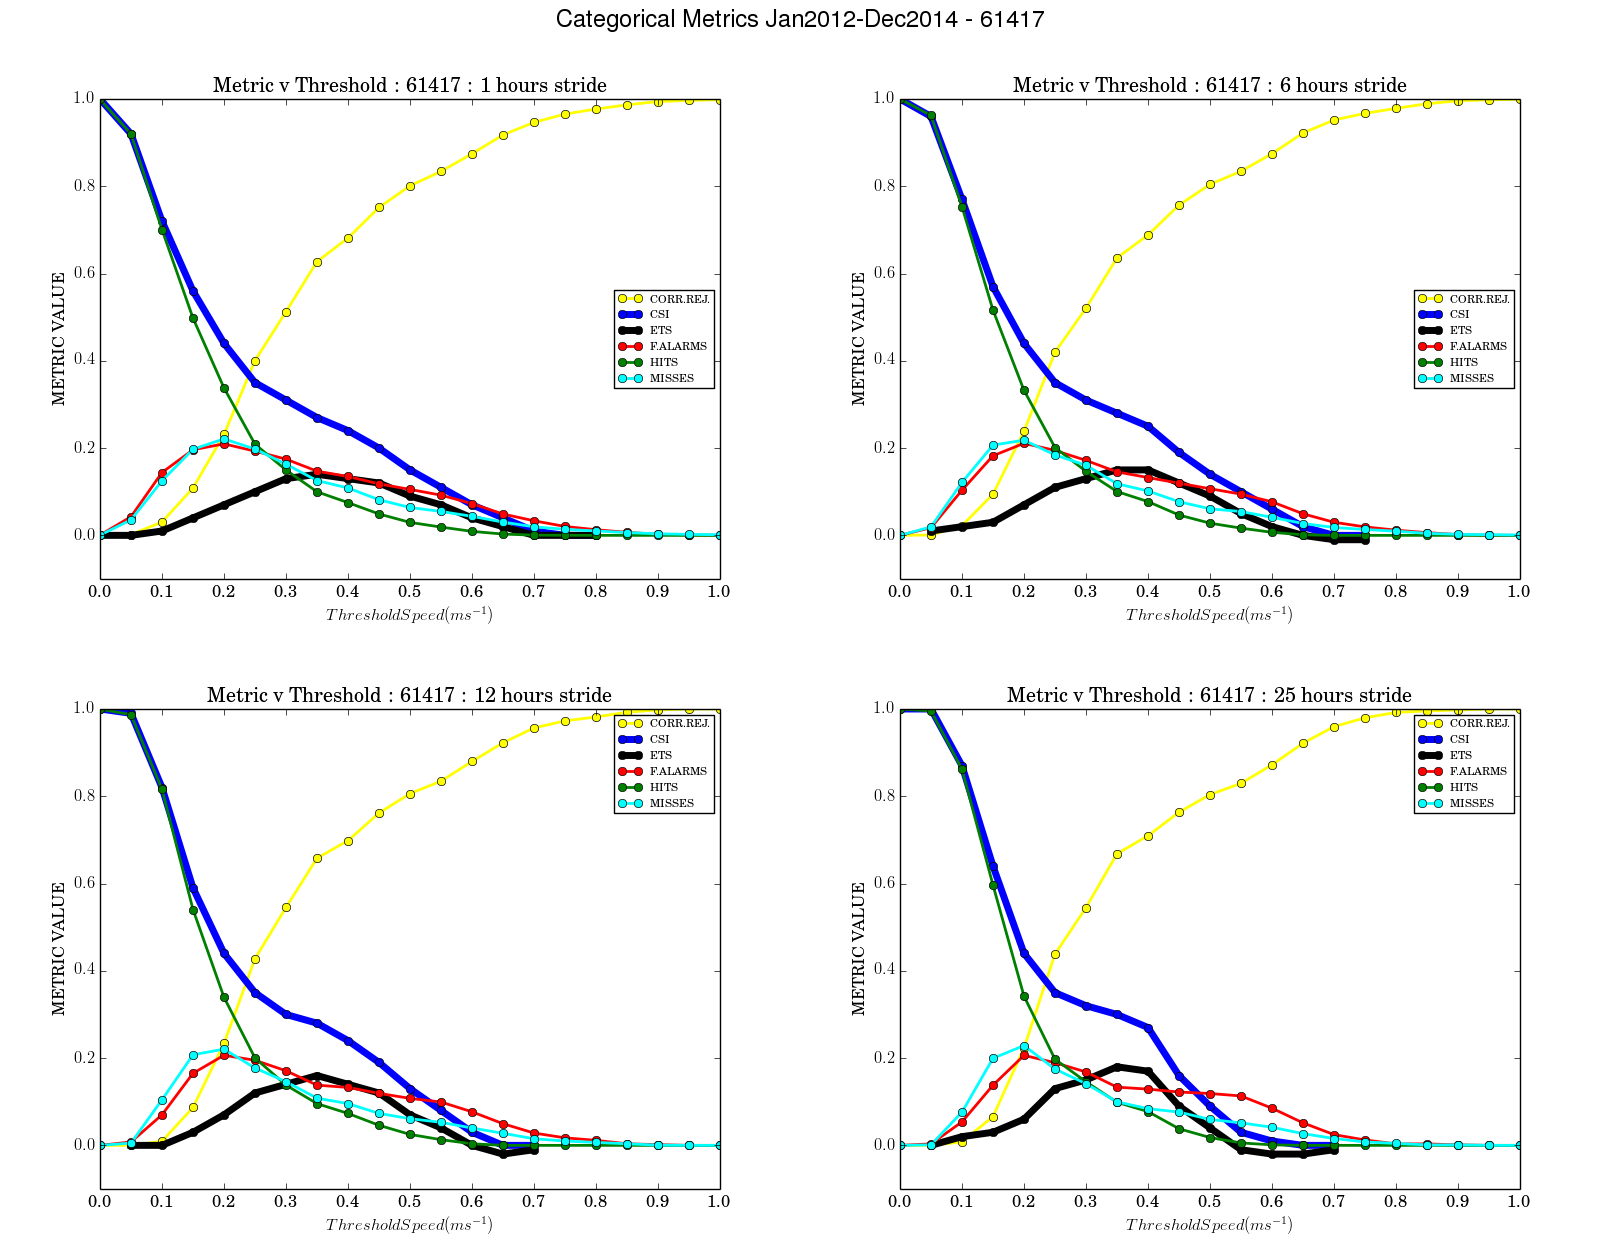 Categorical Metrics Jan2012-Dec2014 - 61417
Metric v Threshold : 61417 : 1 hours stride
1.0
0.8
0.6
0.4
0.2
0.0
METRIC VALUE
CORR.REJ.
CSI
ETS
F.ALARMS
HITS
MISSES
0.0 0.1 0.2 0.3 0.4 0.5 0.6 0.7 0.8 0.9 1.0
ThresholdSpeed(ms⁻¹)
Metric v Threshold : 61417 : 6 hours stride
1.0
0.8
0.6
0.4
0.2
0.0
METRIC VALUE
CORR.REJ.
CSI
ETS
F.ALARMS
HITS
MISSES
0.0 0.1 0.2 0.3 0.4 0.5 0.6 0.7 0.8 0.9 1.0
ThresholdSpeed(ms⁻¹)
Metric v Threshold : 61417 : 12 hours stride
1.0
0.8
0.6
0.4
0.2
0.0
METRIC VALUE
CORR.REJ.
CSI
ETS
F.ALARMS
HITS
MISSES
0.0 0.1 0.2 0.3 0.4 0.5 0.6 0.7 0.8 0.9 1.0
ThresholdSpeed(ms⁻¹)
Metric v Threshold : 61417 : 25 hours stride
1.0
0.8
0.6
0.4
0.2
0.0
METRIC VALUE
CORR.REJ.
CSI
ETS
F.ALARMS
HITS
MISSES
0.0 0.1 0.2 0.3 0.4 0.5 0.6 0.7 0.8 0.9 1.0
ThresholdSpeed(ms⁻¹)